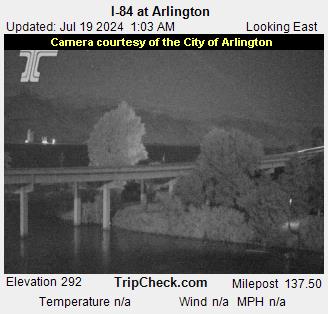 I-84 at Arlington
Updated: Jul 19 2024 1:03 AM Looking East
Camera courtesy of the City of Arlington
Elevation 292 TripCheck.com Milepost 137.50
Temperature n/a Wind n/a MPH n/a